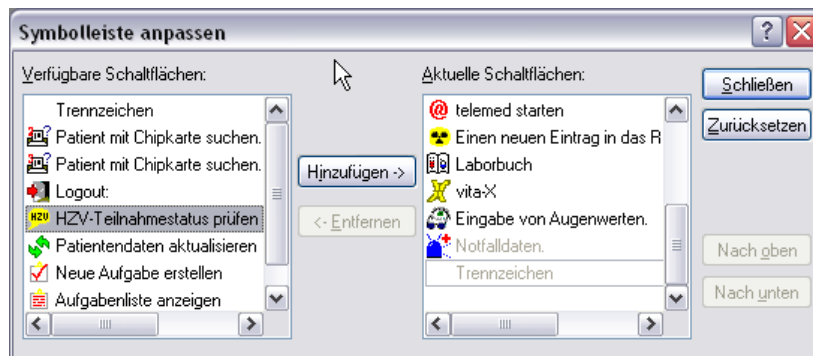 Symbolleiste anpassen
Verfügbare Schaltflächen:
Trennzeichen
Patient mit Chipkarte suchen.
Patient mit Chipkarte suchen.
Logout:
HZV HZV-Teilnahmestatus prüfen
Patientendaten aktualisieren
Neue Aufgabe erstellen
Aufgabenliste anzeigen
Hinzufügen ->
<- Entfernen
Aktuelle Schaltflächen:
@ telemed starten
Einen neuen Eintrag in das R
Laborbuch
vita-X
Eingabe von Augenwerten.
Notfalldaten.
Trennzeichen
Schließen
Zurücksetzen
Nach oben
Nach unten